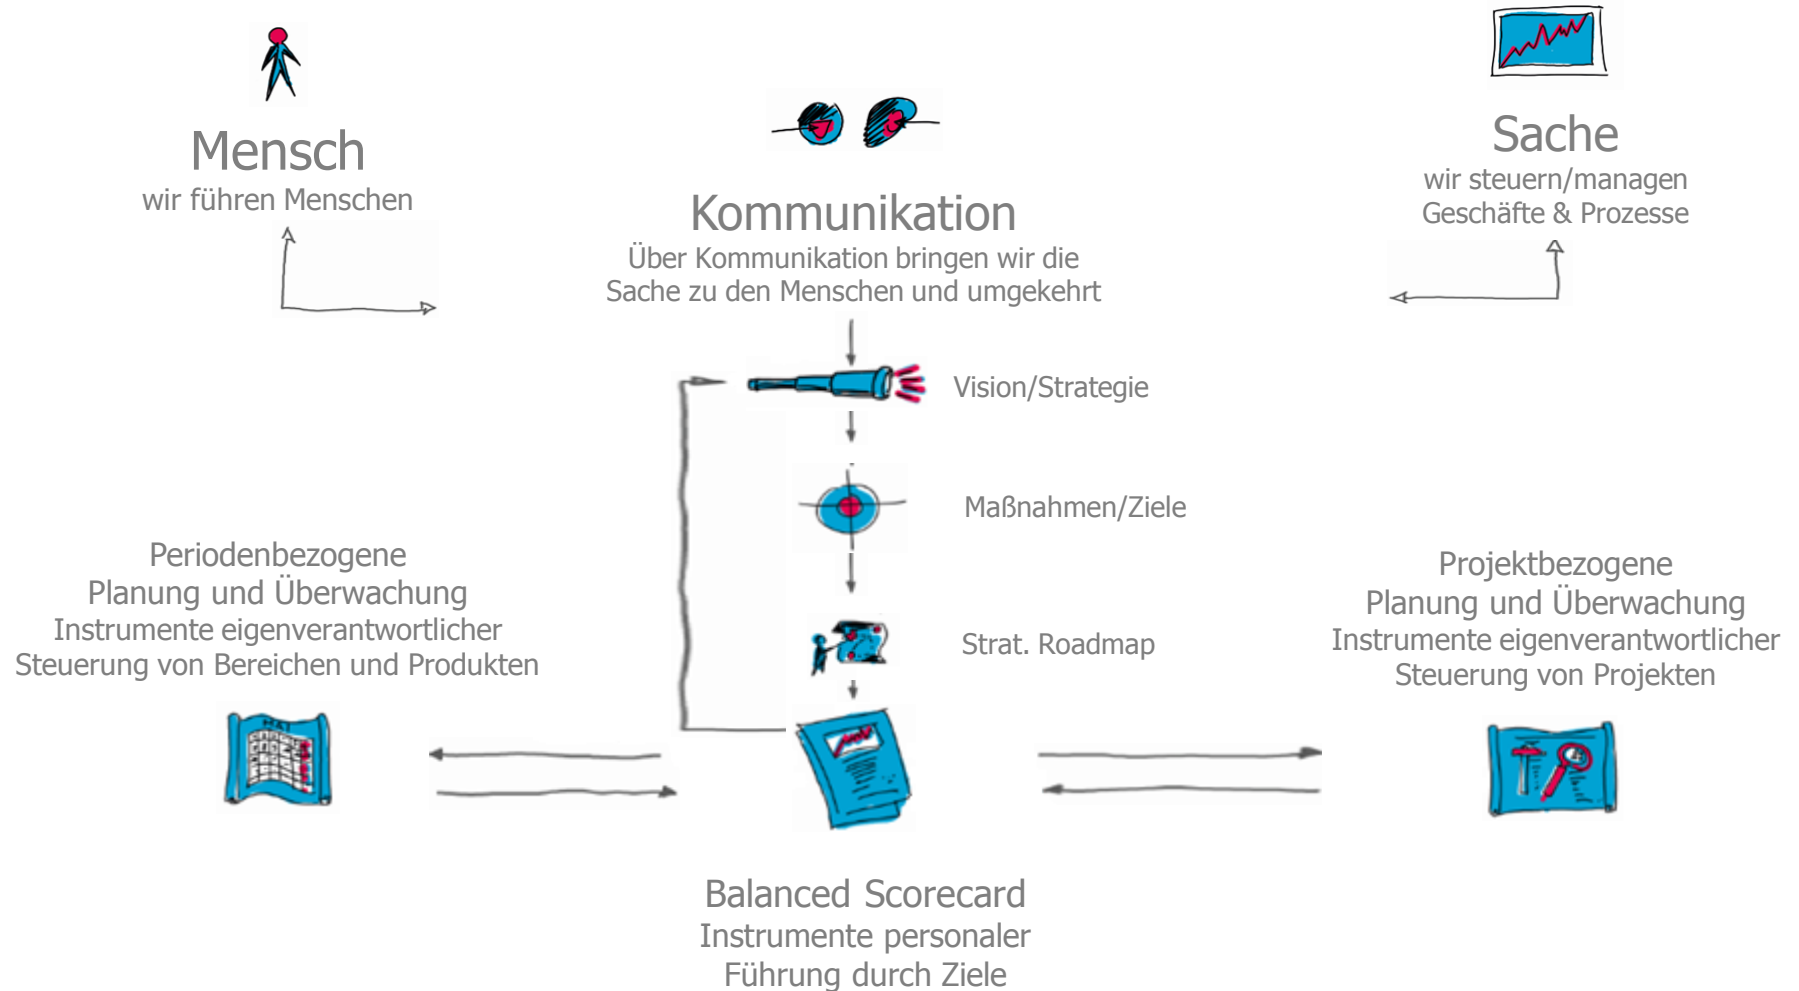 Mensch
wir führen Menschen
Kommunikation
Über Kommunikation bringen wir die
Sache zu den Menschen und umgekehrt
Sache
wir steuern/managen
Geschäfte & Prozesse
Vision/Strategie
Maßnahmen/Ziele
Strat. Roadmap
Periodenbezogene
Planung und Überwachung
Instrumente eigenverantwortlicher
Steuerung von Bereichen und Produkten
MAI
Projektbezogene
Planung und Überwachung
Instrumente eigenverantwortlicher
Steuerung von Projekten
Balanced Scorecard
Instrumente personaler
Führung durch Ziele